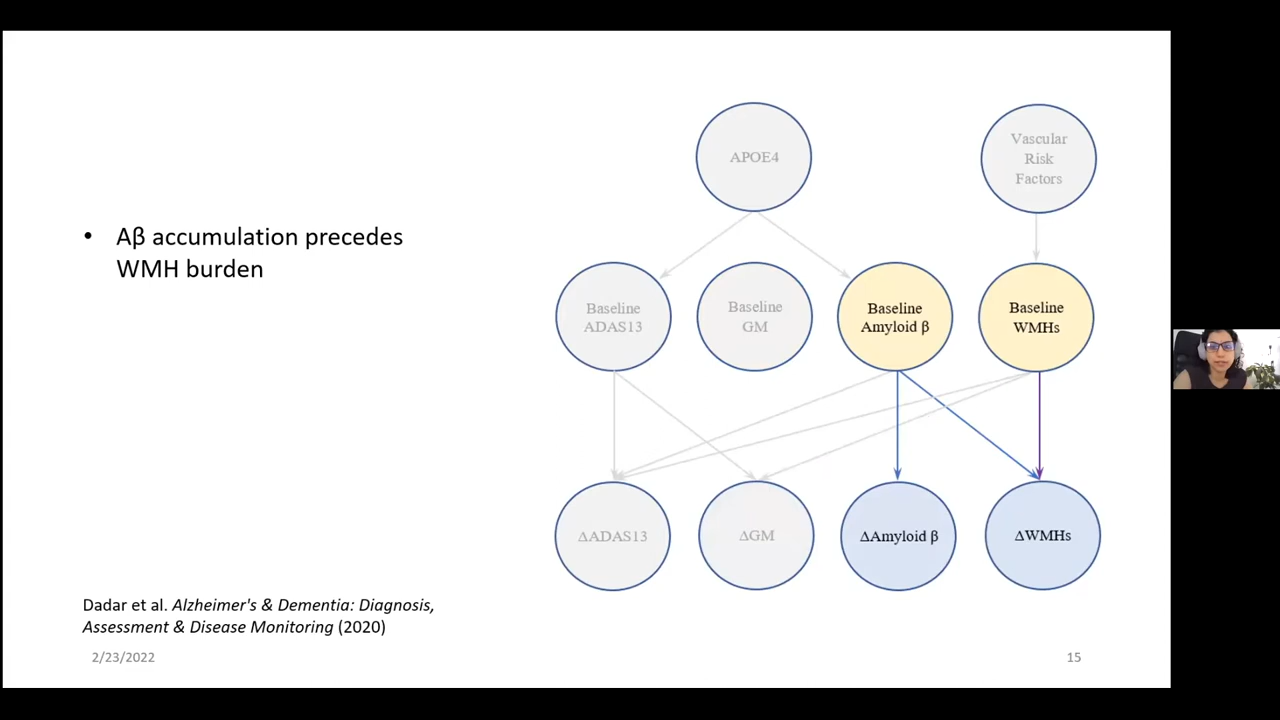 • Aβ accumulation precedes
WMH burden
APOE4
Vascular
Risk
Factors
Baseline
ADAS13
Baseline
GM
Baseline
Amyloid β
Baseline
WMHs
ΔADAS13
ΔGM
ΔAmyloid β
ΔWMHs
Dadar et al. Alzheimer's & Dementia: Diagnosis,
Assessment & Disease Monitoring (2020)
2/23/2022
15